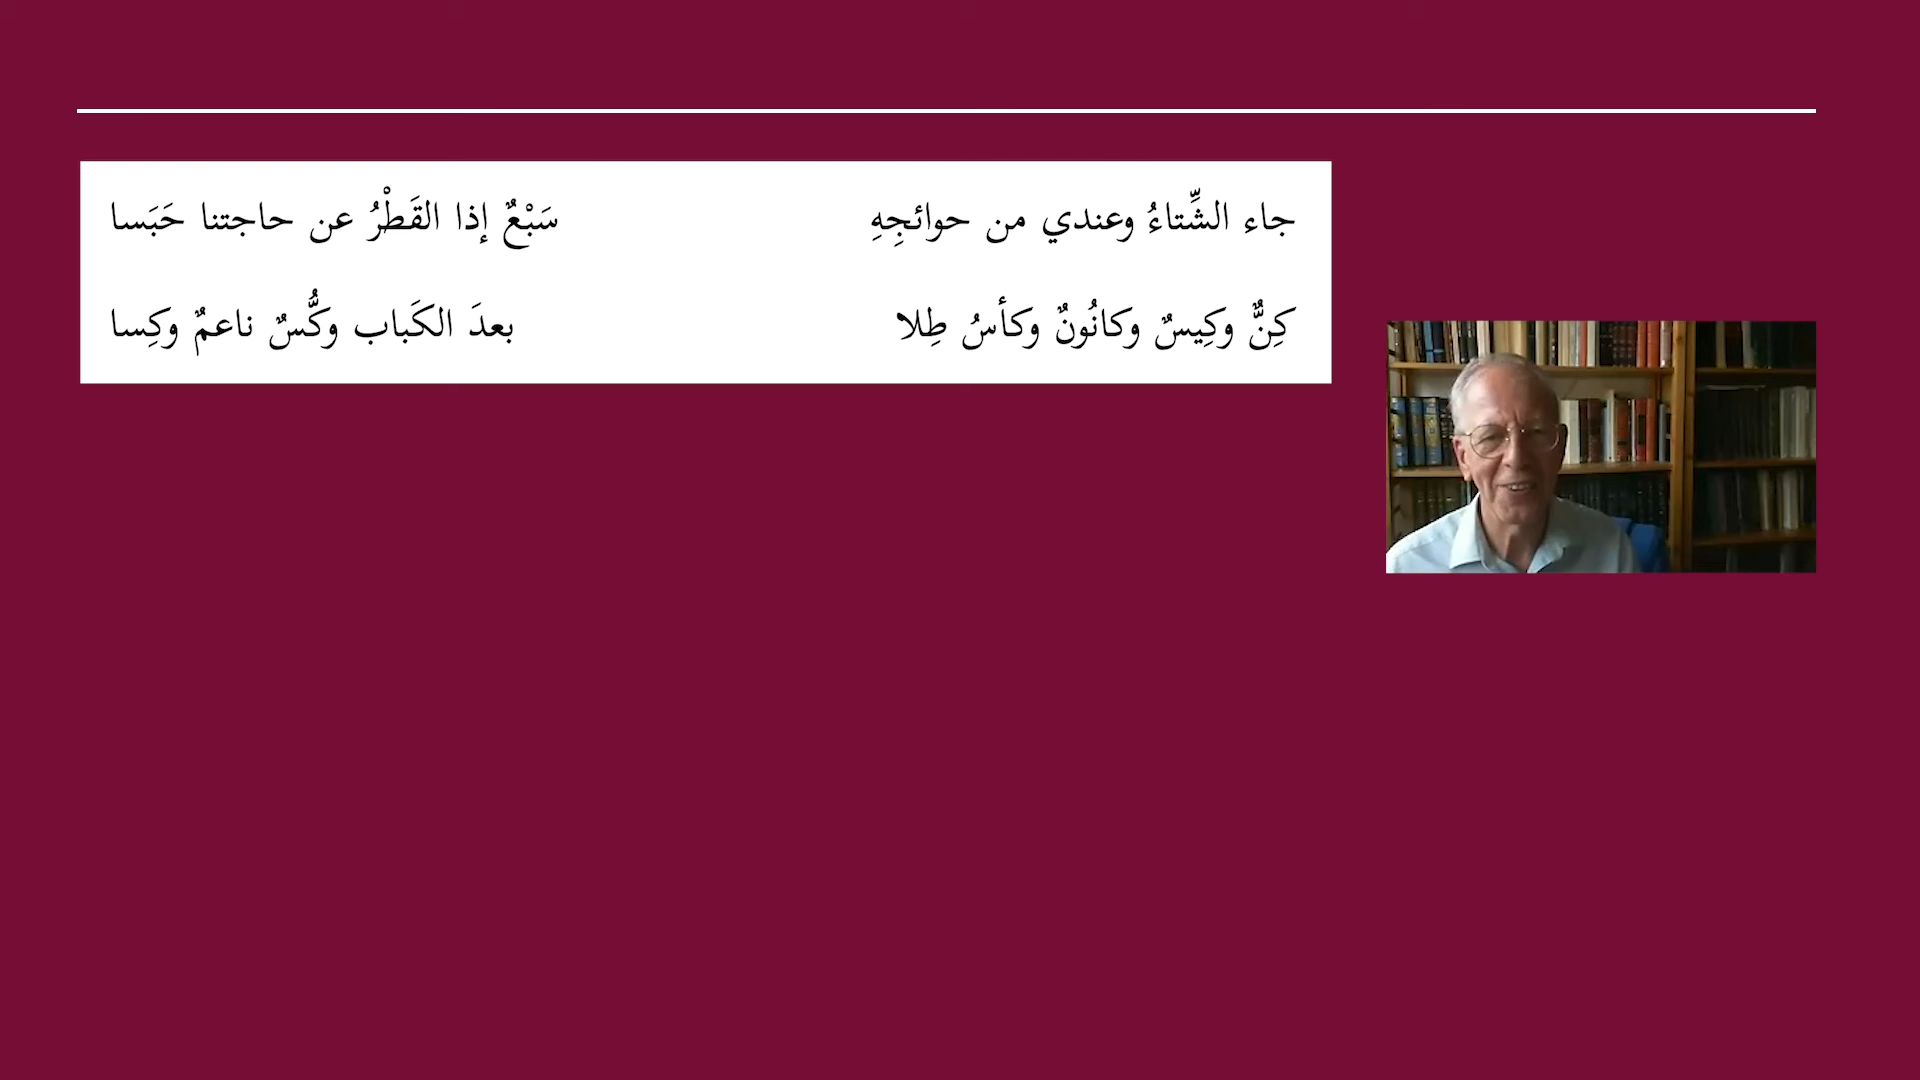 جاء الشِّتاءُ وعندي من حوائجِهِ سَبْعٌ إذا القَطْرُ عن حاجتنا حَبَسا
كِنٌّ وكِيسٌ وكانُونٌ وكأسُ طِلا بعدَ الكَباب وكُسٌّ ناعمٌ وكِسا